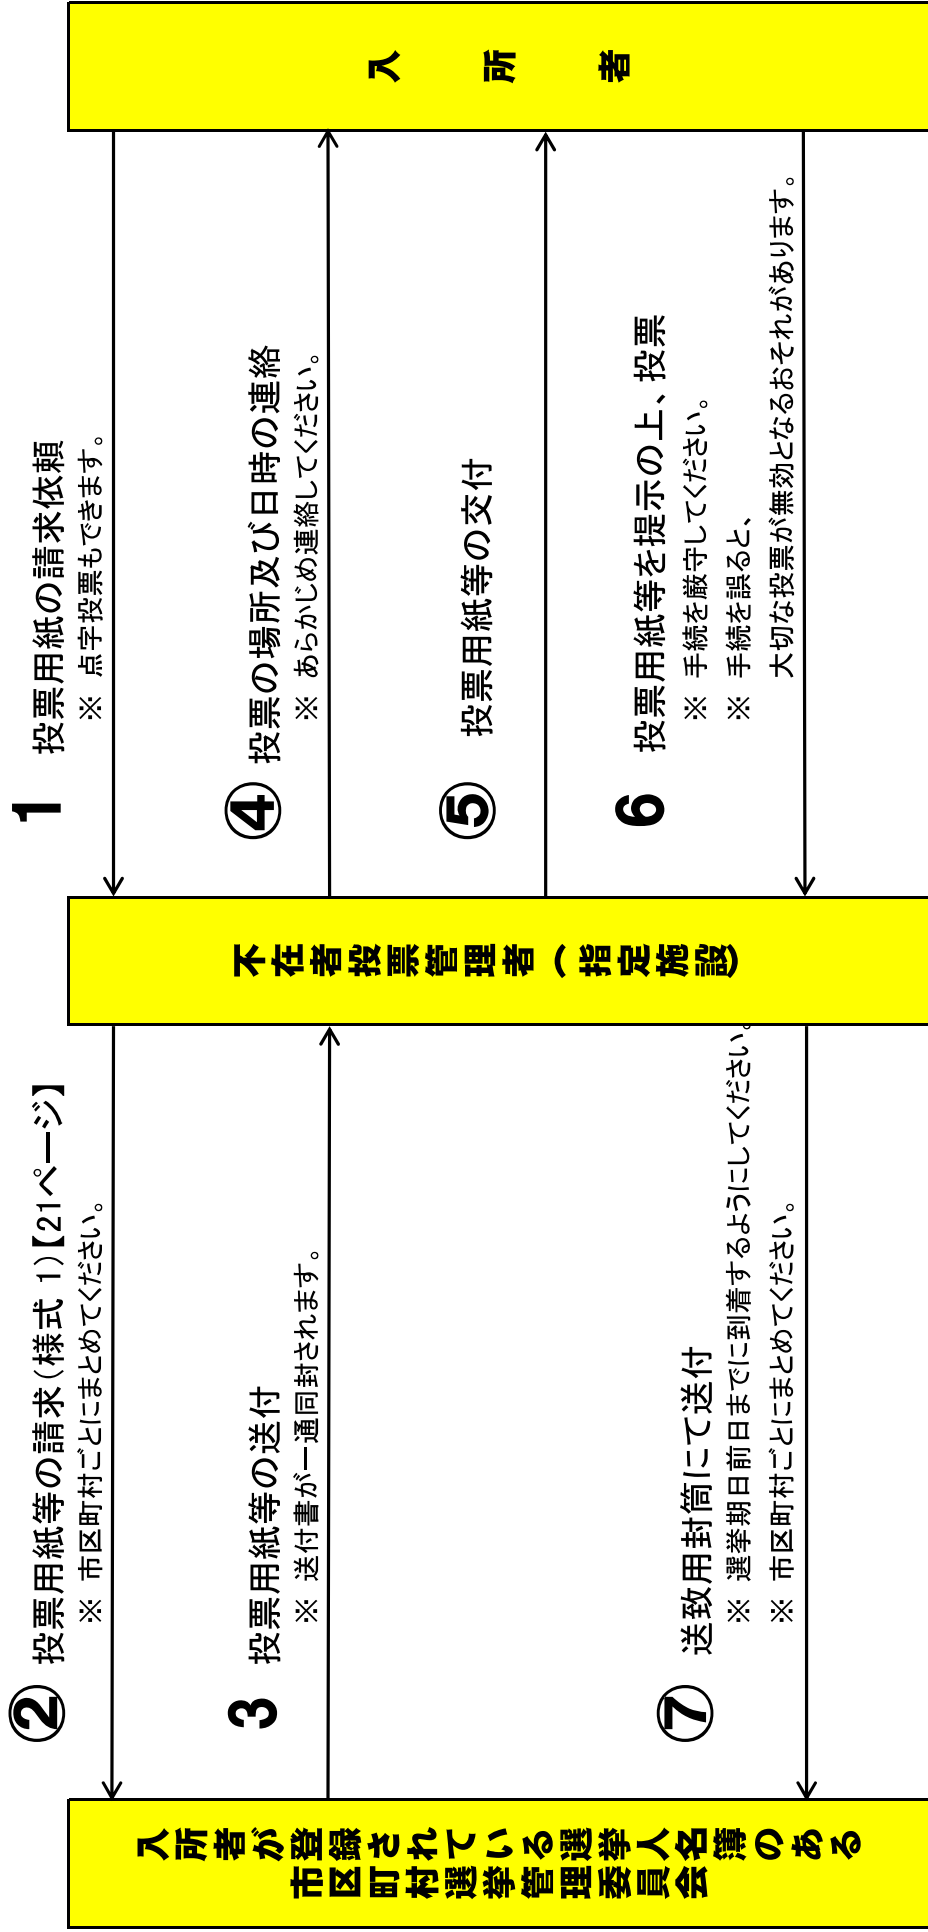 入所者が登録されている選挙人名簿のある
市区町村選挙管理委員会
② 投票用紙等の請求(様式 1)【21ページ】
※ 市区町村ごとにまとめてください。
3 投票用紙等の送付
※ 送付書が一通同封されます。
⑦ 送致用封筒にて送付
※ 選挙期日前日までに到着するようにしてください。
※ 市区町村ごとにまとめてください。
不在者投票管理者(指定施設)
1 投票用紙の請求依頼
※ 点字投票もできます。
④ 投票の場所及び日時の連絡
※ あらかじめ連絡してください。
⑤ 投票用紙等の交付
6 投票用紙等を提示の上、投票
※ 手続を厳守してください。
※ 手続を誤ると、
大切な投票が無効となるおそれがあります。
入所者